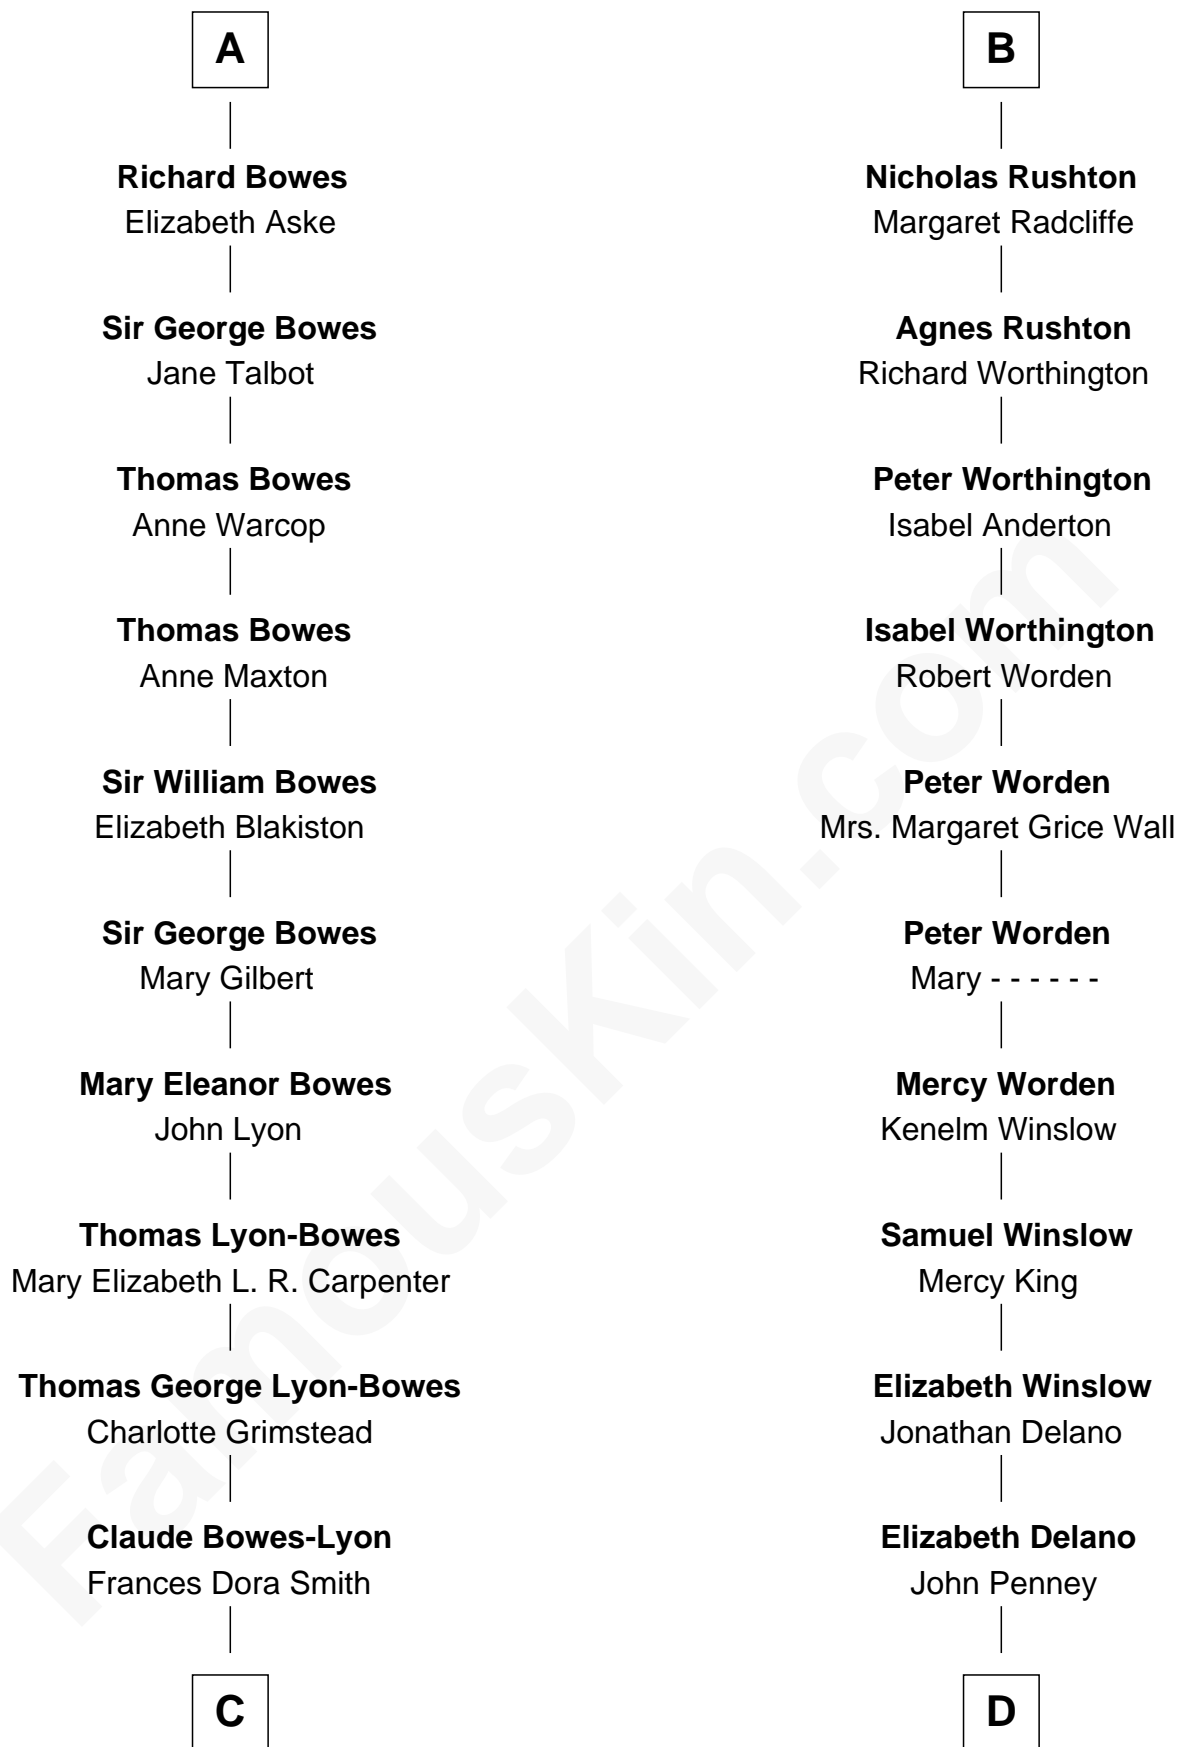 A
Richard Bowes
Elizabeth Aske
Sir George Bowes
Jane Talbot
Thomas Bowes
Anne Warcop
Thomas Bowes
Anne Maxton
Sir William Bowes
Elizabeth Blakiston
Sir George Bowes
Mary Gilbert
Mary Eleanor Bowes
John Lyon
Thomas Lyon-Bowes
Mary Elizabeth L. R. Carpenter
Thomas George Lyon-Bowes
Charlotte Grimstead
Claude Bowes-Lyon
Frances Dora Smith
C
B
Nicholas Rushton
Margaret Radcliffe
Agnes Rushton
Richard Worthington
Peter Worthington
Isabel Anderton
Isabel Worthington
Robert Worden
Peter Worden
Mrs. Margaret Grice Wall
Peter Worden
Mary - - - - - -
Mercy Worden
Kenelm Winslow
Samuel Winslow
Mercy King
Elizabeth Winslow
Jonathan Delano
Elizabeth Delano
John Penney
D
FamousKin.com